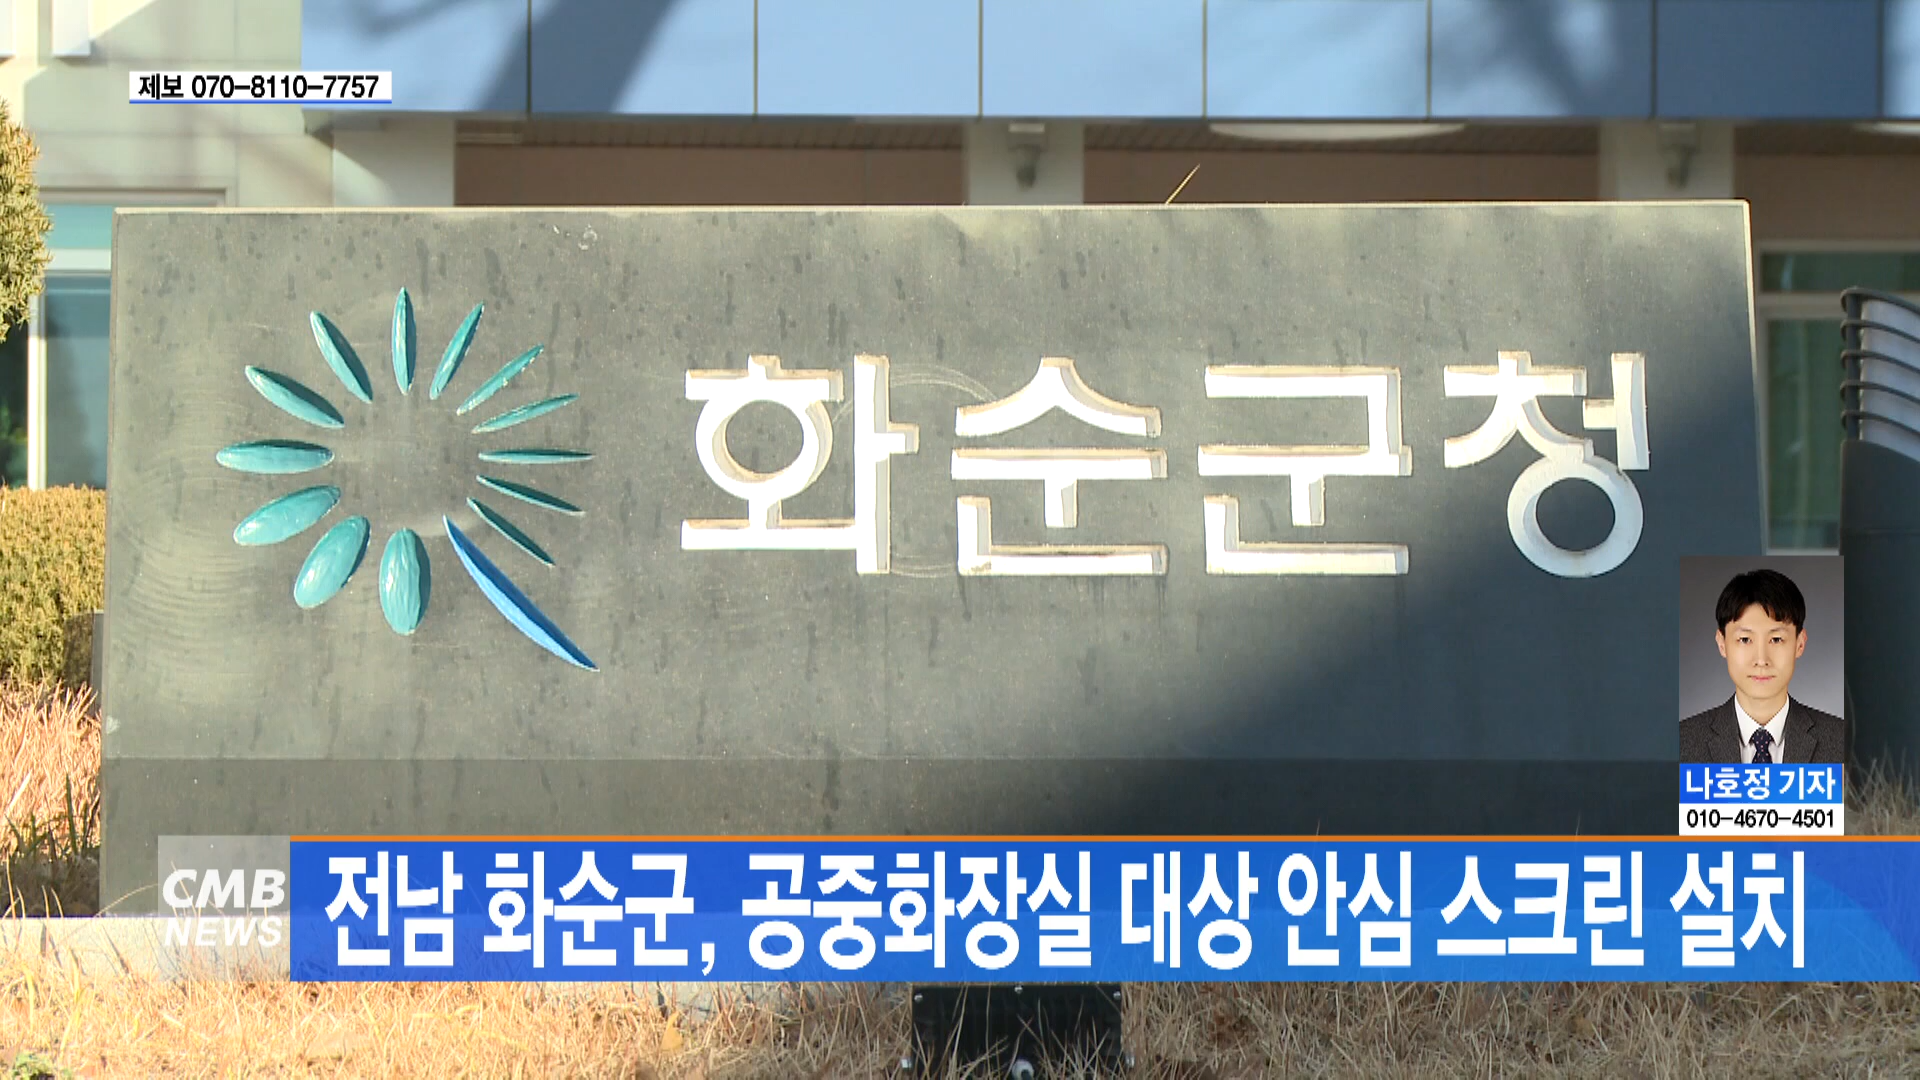 제보 070-8110-7757
화순군청
나호정 기자
010-4670-4501
CMB
NEWS
전남 화순군, 공중화장실 대상 안심 스크린 설치